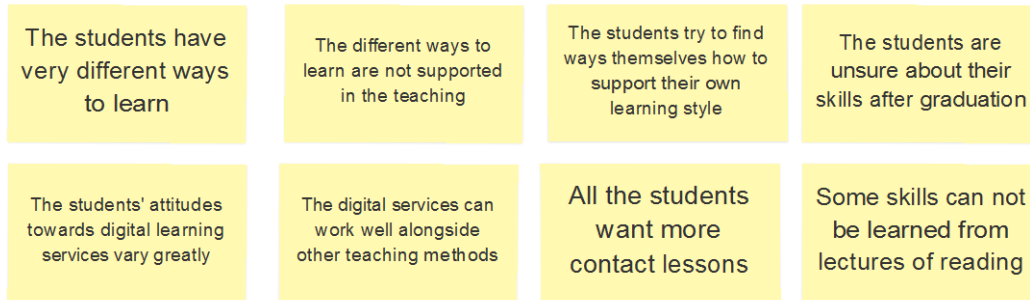 The students have
very different ways
to learn
The different ways to
learn are not supported
in the teaching
The students try to find
ways themselves how to
support their own
learning style
The students are
unsure about their
skills after graduation
The students' attitudes
towards digital learning
services vary greatly
The digital services can
work well alongside
other teaching methods
All the students
want more
contact lessons
Some skills can not
be learned from
lectures of reading